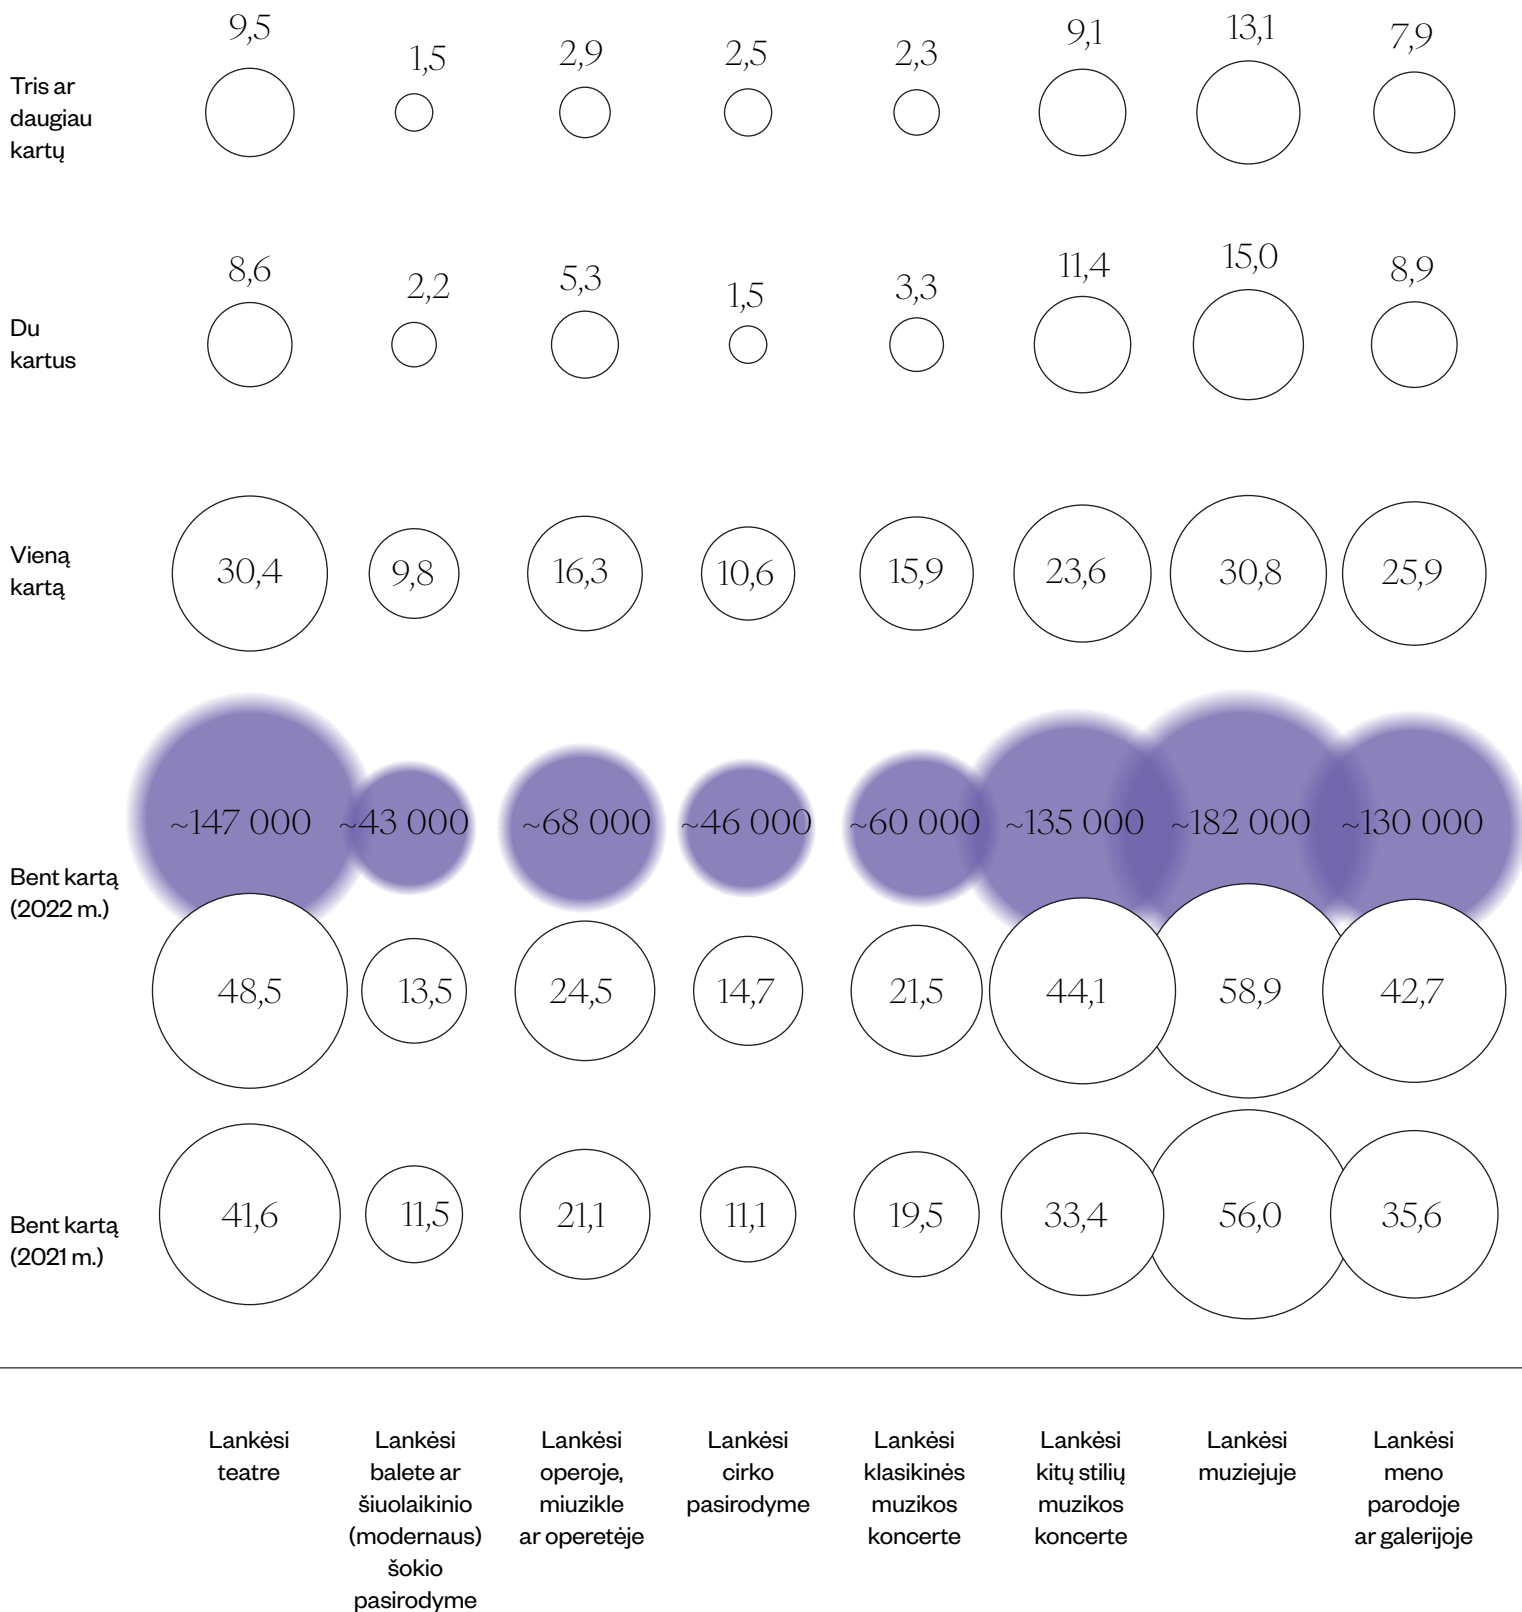 Tris ar
daugiau
kartų
9,5
1,5
2,9
2,5
2,3
9,1
13,1
7,9
Du
kartus
8,6
2,2
5,3
1,5
3,3
11,4
15,0
8,9
Vieną
kartą
30,4
9,8
16,3
10,6
15,9
23,6
30,8
25,9
Bent kartą
(2022 m.)
~147 000
~43 000
~68 000
~46 000
~60 000
~135 000
~182 000
~130 000
48,5
13,5
24,5
14,7
21,5
44,1
58,9
42,7
Bent kartą
(2021 m.)
41,6
11,5
21,1
11,1
19,5
33,4
56,0
35,6
Lankėsi
teatre
Lankėsi
balete ar
šiuolaikinio
(modernaus)
šokio
pasirodyme
Lankėsi
operoje,
miuzikle
ar operetėje
Lankėsi
cirko
pasirodyme
Lankėsi
klasikinės
muzikos
koncerte
Lankėsi
kitų stilių
muzikos
koncerte
Lankėsi
muziejuje
Lankėsi
meno
parodoje
ar galerijoje